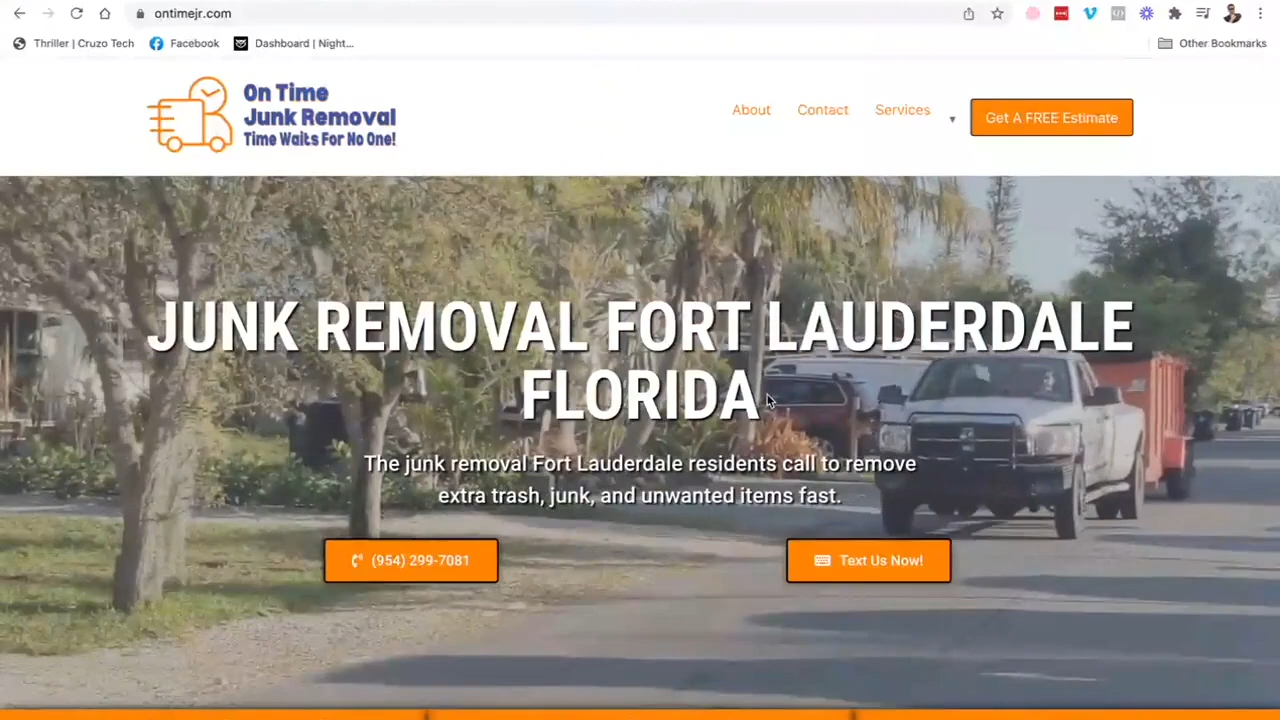 ontimejr.com
Thriller | Cruzo Tech
Facebook
Dashboard | Night...
Other Bookmarks
On Time
Junk Removal
Time Waits For No One!
About
Contact
Services
Get A FREE Estimate
JUNK REMOVAL FORT LAUDERDALE
FLORIDA
The junk removal Fort Lauderdale residents call to remove
extra trash, junk, and unwanted items fast.
(954) 299-7081
Text Us Now!